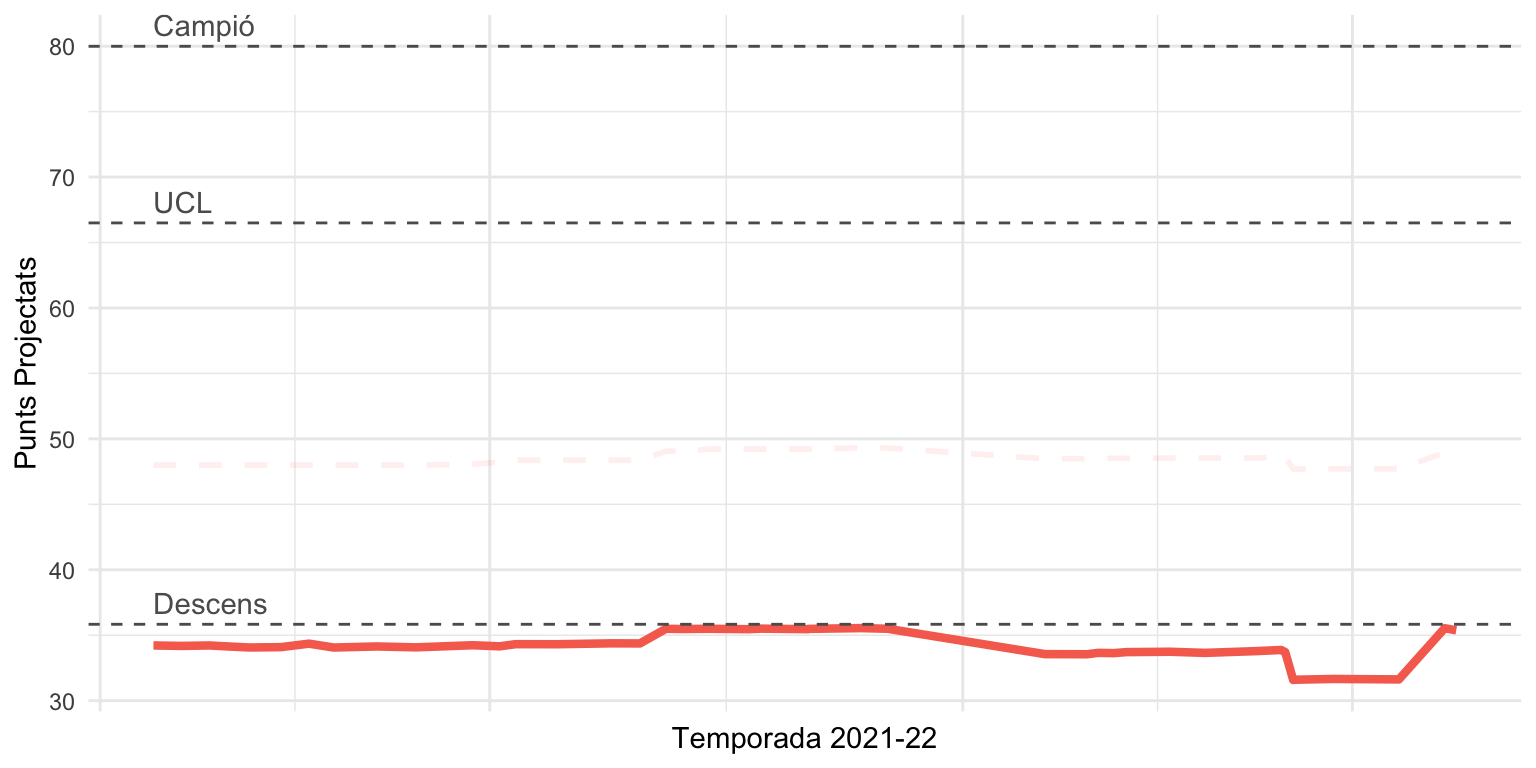 Campió
80
70
UCL
60
Punts Projectats
50
40
Descens
30
Temporada 2021-22